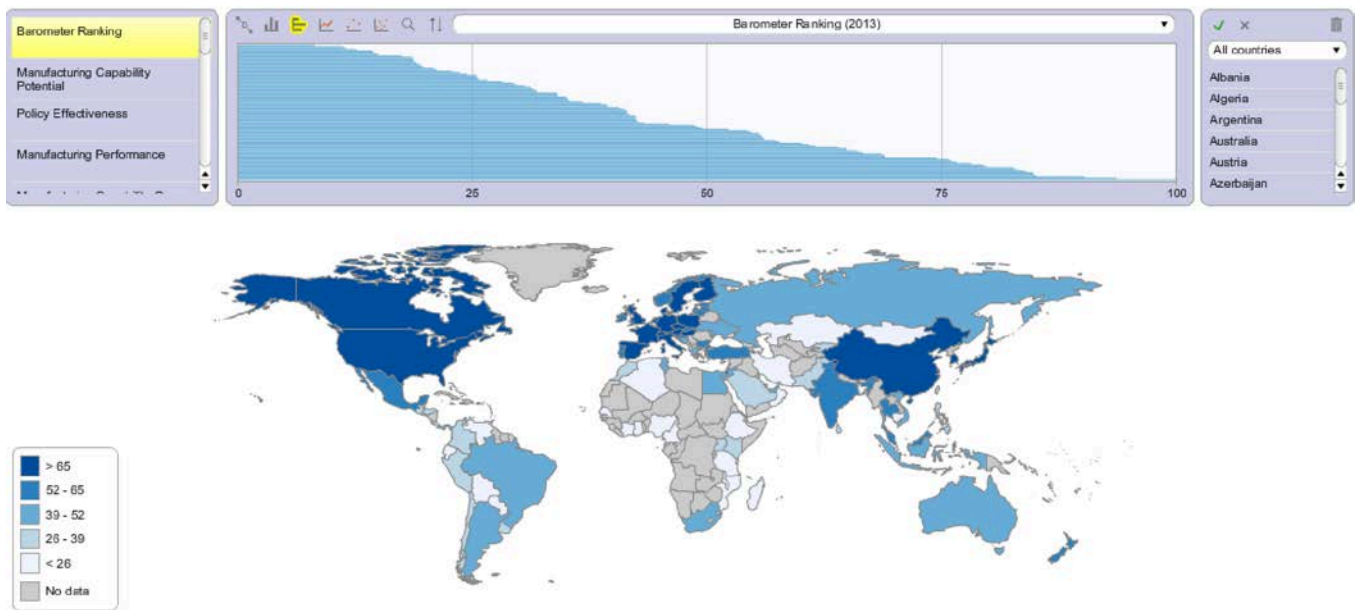 Barometer Ranking
Manufacturing Capability
Potential
Policy Effectiveness
Manufacturing Performance
Barometer Ranking (2013)
0
25
50
75
100
All countries
Albania
Algeria
Argentina
Australia
Austria
Azerbaijan
> 65
52 - 65
39 - 52
26 - 39
< 26
No data